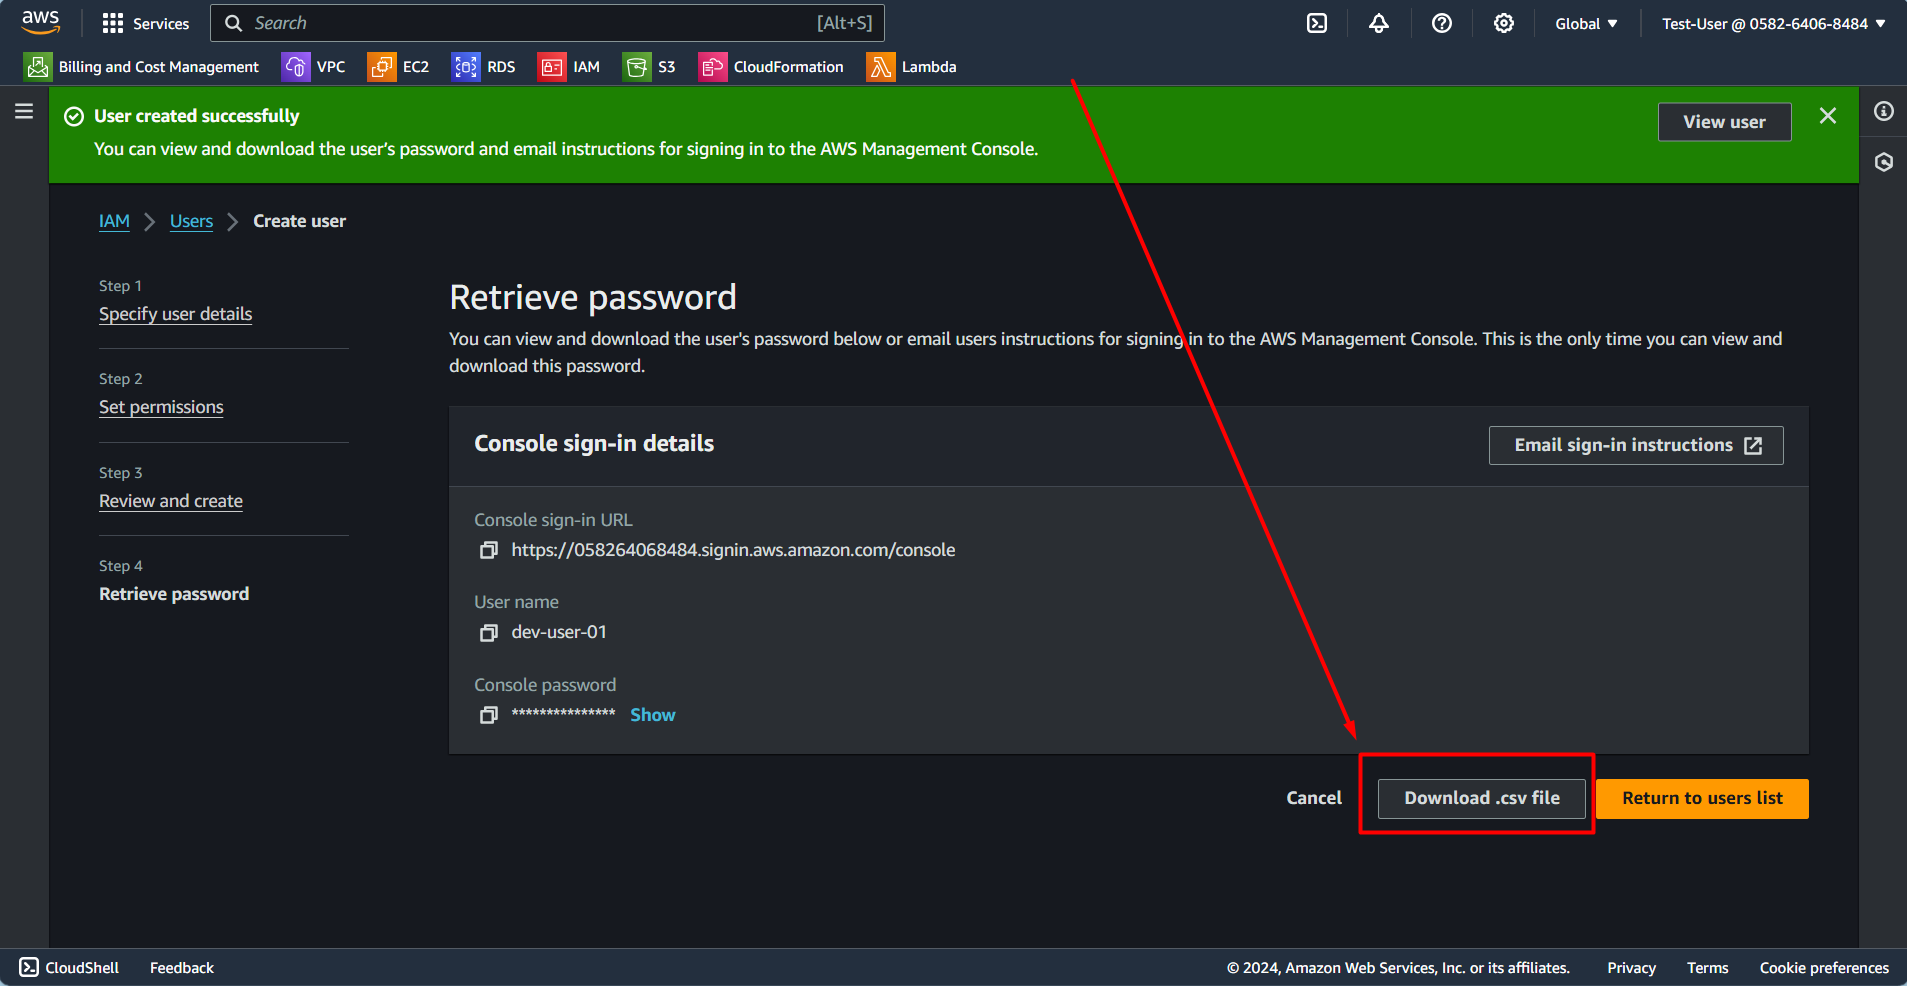 aws
Services
Search
[Alt+S]
Global
Test-User @ 0582-6406-8484
Billing and Cost Management
VPC
EC2
RDS
IAM
S3
CloudFormation
Lambda
User created successfully
You can view and download the user's password and email instructions for signing in to the AWS Management Console.
View user
IAM
Users
Create user
Step 1
Specify user details
Step 2
Set permissions
Step 3
Review and create
Step 4
Retrieve password
Retrieve password
You can view and download the user's password below or email users instructions for signing in to the AWS Management Console. This is the only time you can view and
download this password.
Console sign-in details
Email sign-in instructions
Console sign-in URL
https://058264068484.signin.aws.amazon.com/console
User name
dev-user-01
Console password
*************** Show
Cancel
Download .csv file
Return to users list
CloudShell
Feedback
© 2024, Amazon Web Services, Inc. or its affiliates.
Privacy
Terms
Cookie preferences